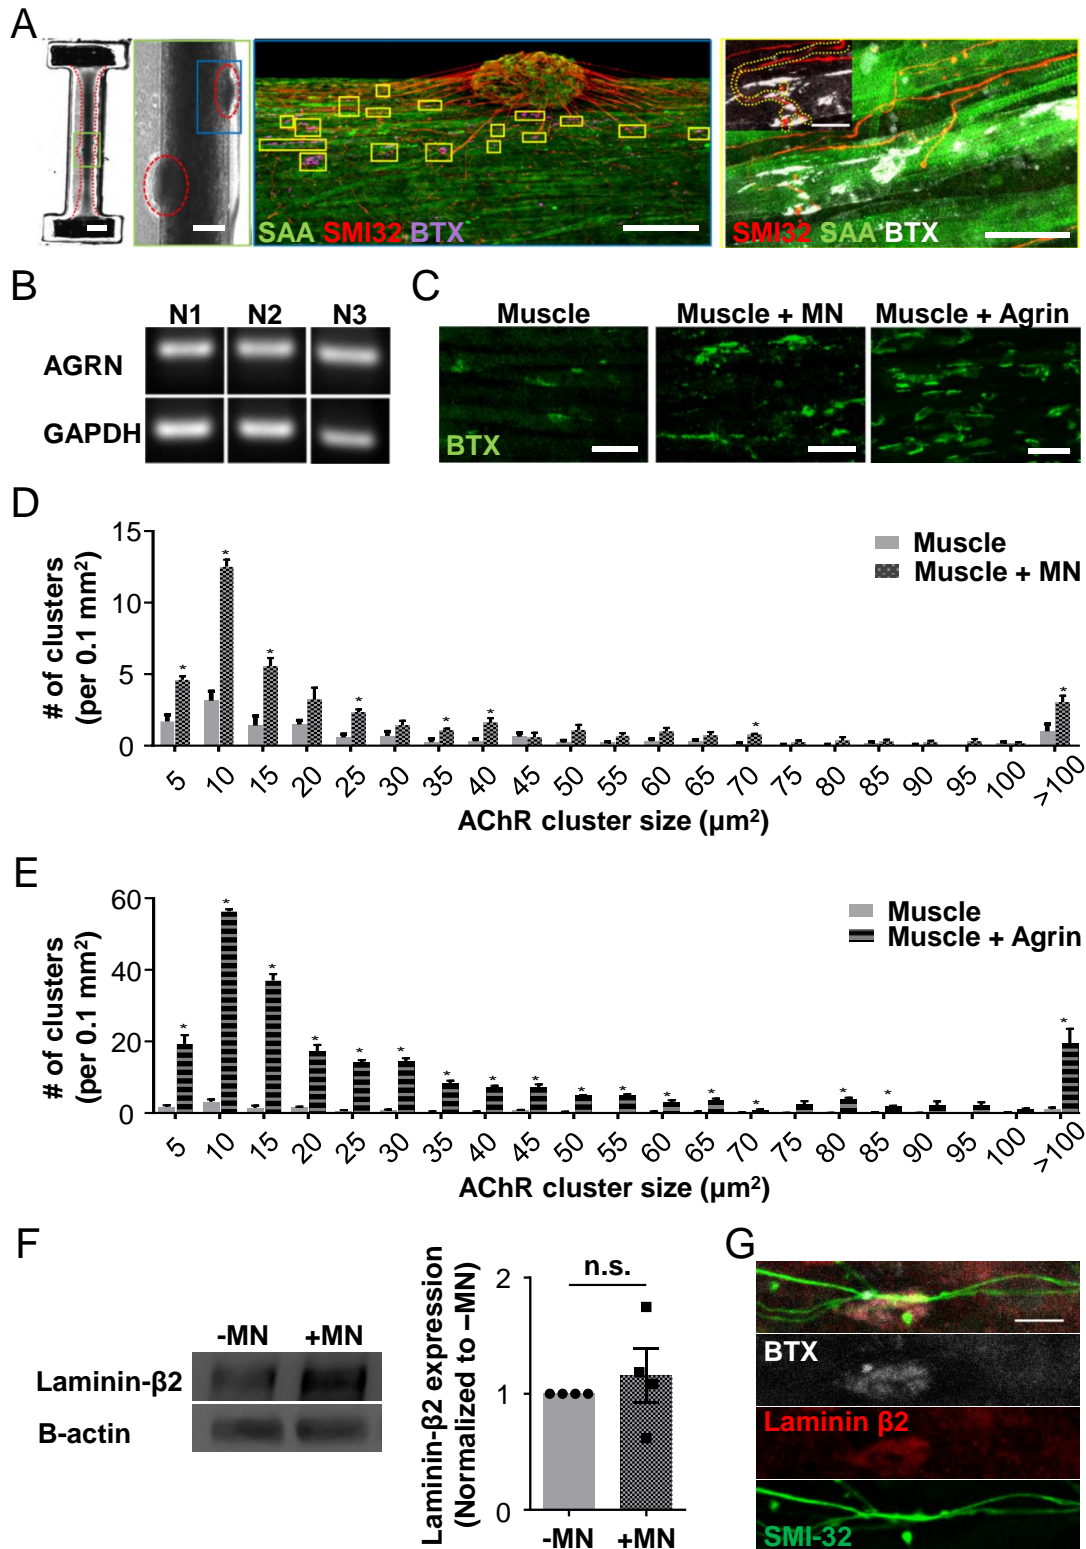 A
SAA SMI32 BTX
SMI32 SAA BTX
B
N1 N2 N3
AGRN
GAPDH
C
Muscle
Muscle + MN
Muscle + Agrin
BTX
D
# of clusters
(per 0.1 mm²)
15
10
5
0
Muscle
Muscle + MN
* * * * * * * *
5 10 15 20 25 30 35 40 45 50 55 60 65 70 75 80 85 90 95 100 >100
AChR cluster size (µm²)
E
# of clusters
(per 0.1 mm²)
60
40
20
0
Muscle
Muscle + Agrin
* * * * * * * * * * * * * * * * *
5 10 15 20 25 30 35 40 45 50 55 60 65 70 75 80 85 90 95 100 >100
AChR cluster size (µm²)
F
-MN +MN
Laminin-β2
B-actin
Laminin-β2 expression
(Normalized to –MN)
n.s.
2
1
0
-MN +MN
G
BTX
Laminin β2
SMI-32